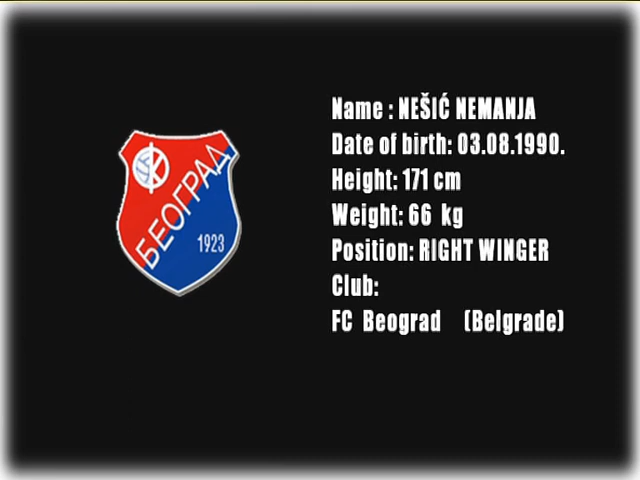 Name : NEŠIĆ NEMANJA
Date of birth: 03.08.1990.
Height: 171 cm
Weight: 66 kg
Position: RIGHT WINGER
Club:
FC Beograd (Belgrade)
БЕОГРАД
1923